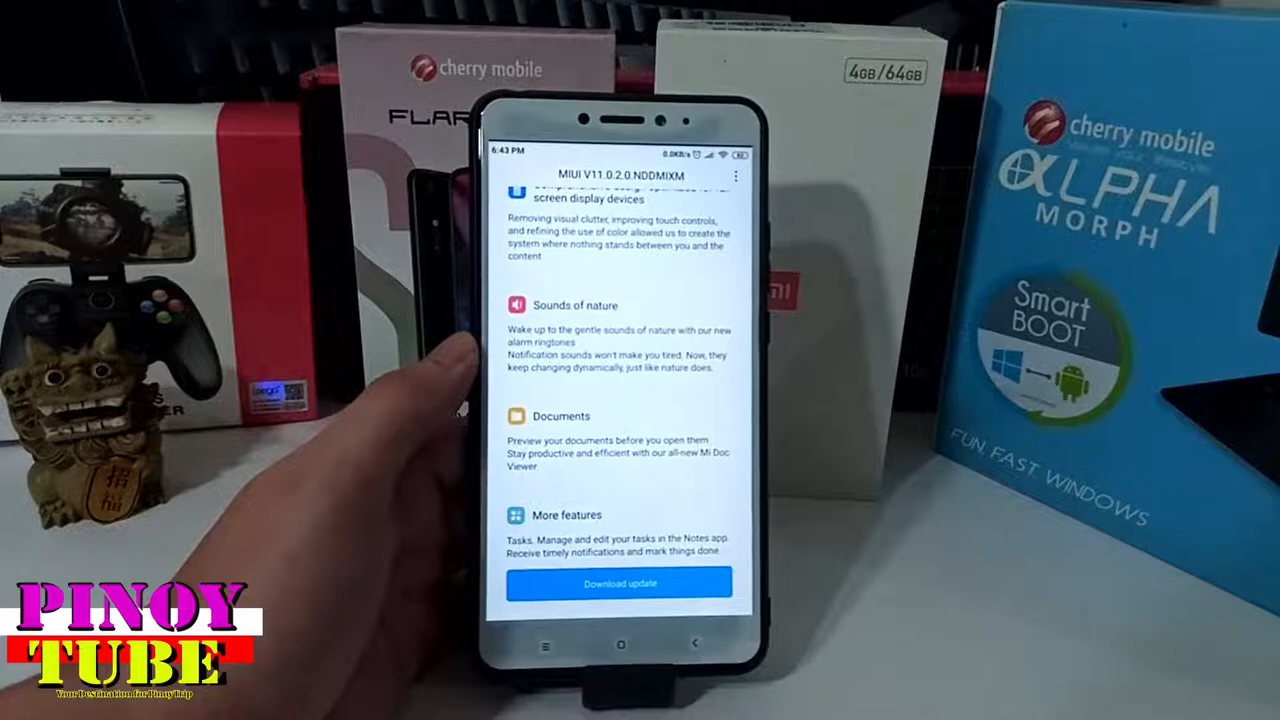 cherry mobile
FLAR
4GB/64GB
cherry mobile
ALPHA
MORPH
Smart
BOOT
FUN. FAST. WINDOWS
6:43 PM
0.0KB/s
MIUI V11.0.2.0.NDDMIXM
screen display devices
Removing visual clutter, improving touch controls,
and refining the use of color allowed us to create the
system where nothing stands between you and the
content
Sounds of nature
Wake up to the gentle sounds of nature with our new
alarm ringtones
Notification sounds won't make you tired. Now, they
keep changing dynamically, just like nature does.
Documents
Preview your documents before you open them
Stay productive and efficient with our all-new Mi Doc
Viewer
More features
Tasks. Manage and edit your tasks in the Notes app.
Receive timely notifications and mark things done.
Download update
招
福
PINOY
TUBE
Your Destination for PinoyTrip